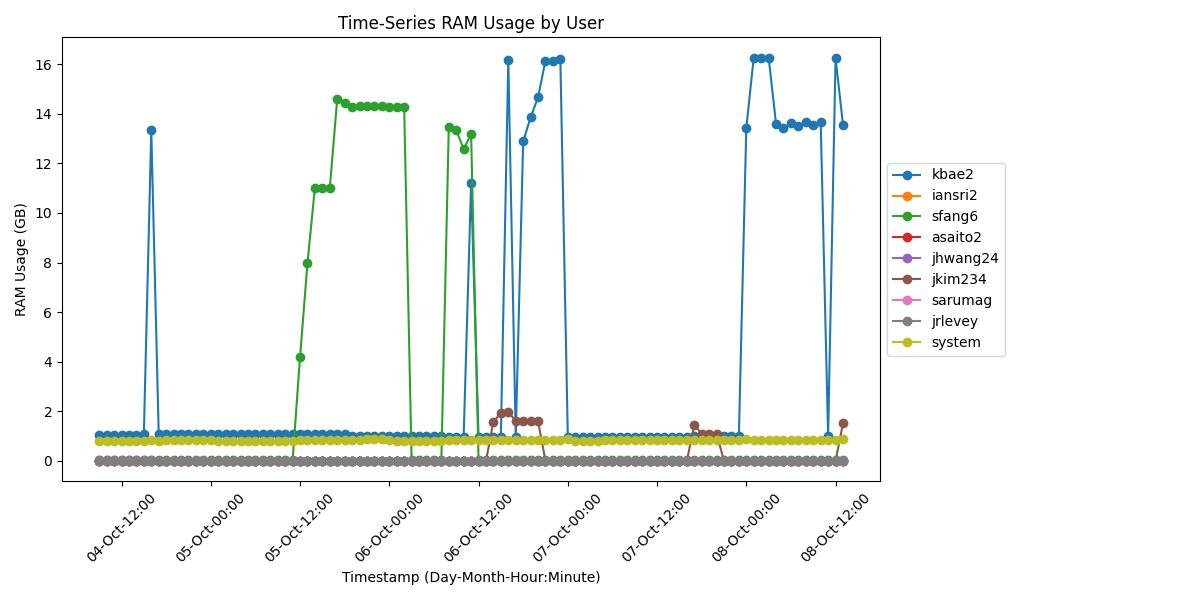 Time-Series RAM Usage by User
RAM Usage (GB)
16
14
12
10
8
6
4
2
0
04-Oct-12:00
05-Oct-00:00
05-Oct-12:00
06-Oct-00:00
06-Oct-12:00
07-Oct-00:00
07-Oct-12:00
08-Oct-00:00
08-Oct-12:00
Timestamp (Day-Month-Hour:Minute)
kbae2
iansri2
sfang6
asaito2
jhwang24
jkim234
sarumag
jrlevey
system